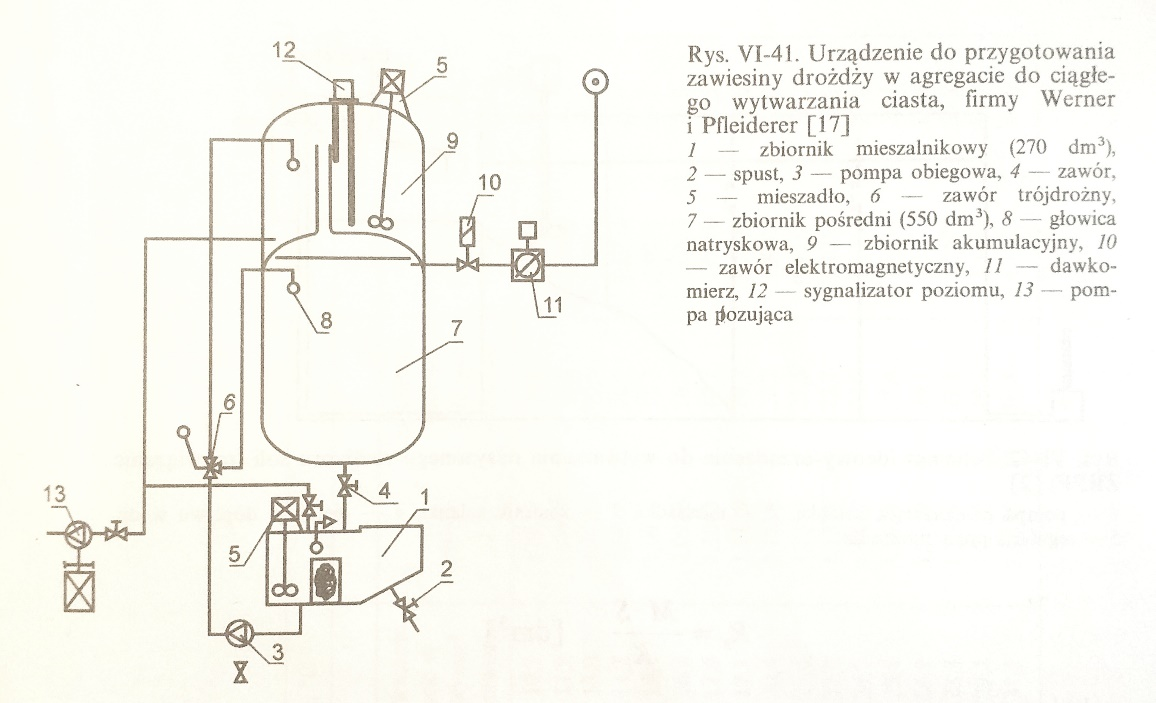 12
5
9
10
11
8
7
6
13
4
1
5
2
3
Rys. VI-41. Urządzenie do przygotowania
zawiesiny drożdży w agregacie do ciągłe-
go wytwarzania ciasta, firmy Werner
i Pfleiderer [17]
1 — zbiornik mieszalnikowy (270 dm³),
2 — spust, 3 — pompa obiegowa, 4 — zawór,
5 — mieszadło, 6 — zawór trójdrożny,
7 — zbiornik pośredni (550 dm³), 8 — głowica
natryskowa, 9 — zbiornik akumulacyjny, 10
— zawór elektromagnetyczny, 11 — dawko-
mierz, 12 — sygnalizator poziomu, 13 — pom-
pa dozująca